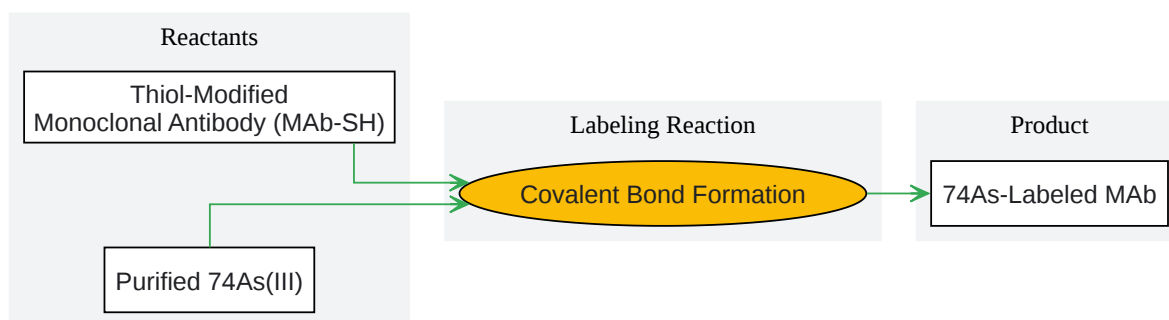 Reactants
Thiol-Modified
Monoclonal Antibody (MAb-SH)
Purified 74As(III)
Labeling Reaction
Covalent Bond Formation
Product
74As-Labeled MAb